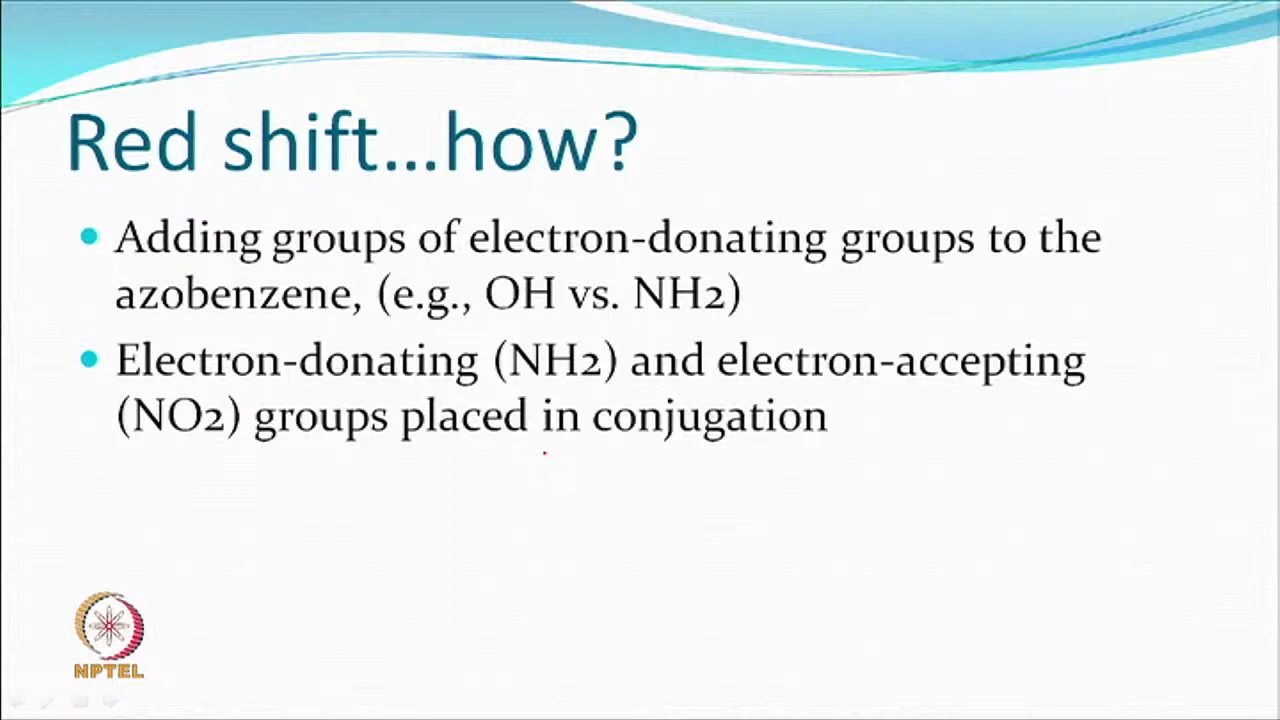 Red shift...how?
Adding groups of electron-donating groups to the
azobenzene, (e.g., OH vs. NH2)
Electron-donating (NH2) and electron-accepting
(NO2) groups placed in conjugation
NPTEL